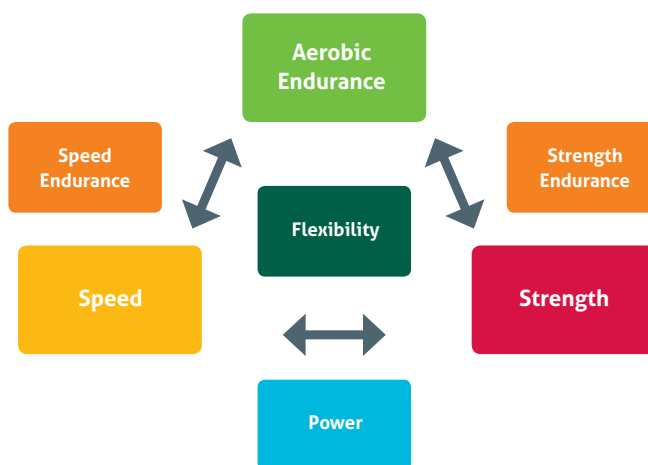 Aerobic
Endurance
Speed
Endurance
Strength
Endurance
Flexibility
Speed
Strength
Power